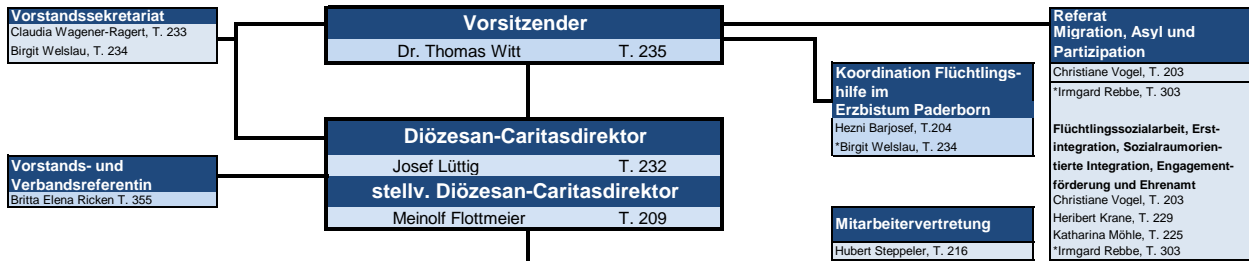 Vorstandssekretariat
Claudia Wagener-Ragert, T. 233
Birgit Welslau, T. 234
Vorstands- und
Verbandsreferentin
Britta Elena Ricken T. 355
Vorsitzender
Dr. Thomas Witt T. 235
Diözesan-Caritasdirektor
Josef Lüttig T. 232
stellv. Diözesan-Caritasdirektor
Meinolf Flottmeier T. 209
Koordination Flüchtlings-
hilfe im
Erzbistum Paderborn
Hezni Barjosef, T.204
*Birgit Welslau, T. 234
Mitarbeitervertretung
Hubert Steppeler, T. 216
Referat
Migration, Asyl und
Partizipation
Christiane Vogel, T. 203
*Irmgard Rebbe, T. 303
Flüchtlingssozialarbeit, Erst-
integration, Sozialraumorien-
tierte Integration, Engagement-
förderung und Ehrenamt
Christiane Vogel, T. 203
Heribert Krane, T. 229
Katharina Möhle, T. 225
*Irmgard Rebbe, T. 303